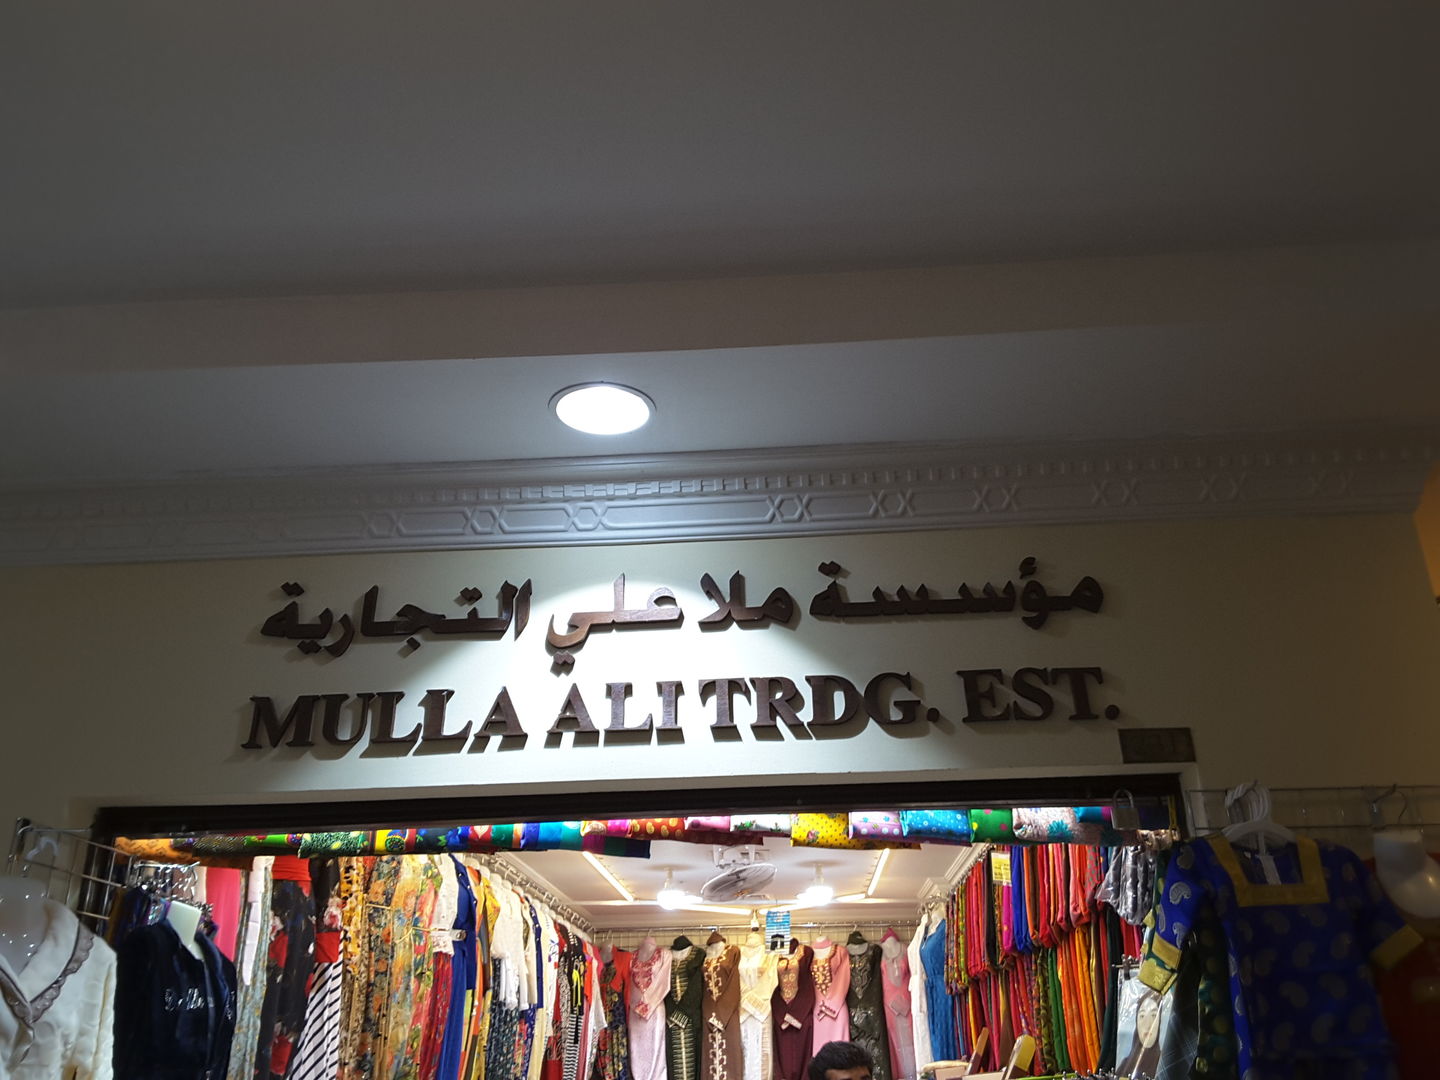 مؤسسة ملا علي التجارية
MULLA ALI TRDG. EST.